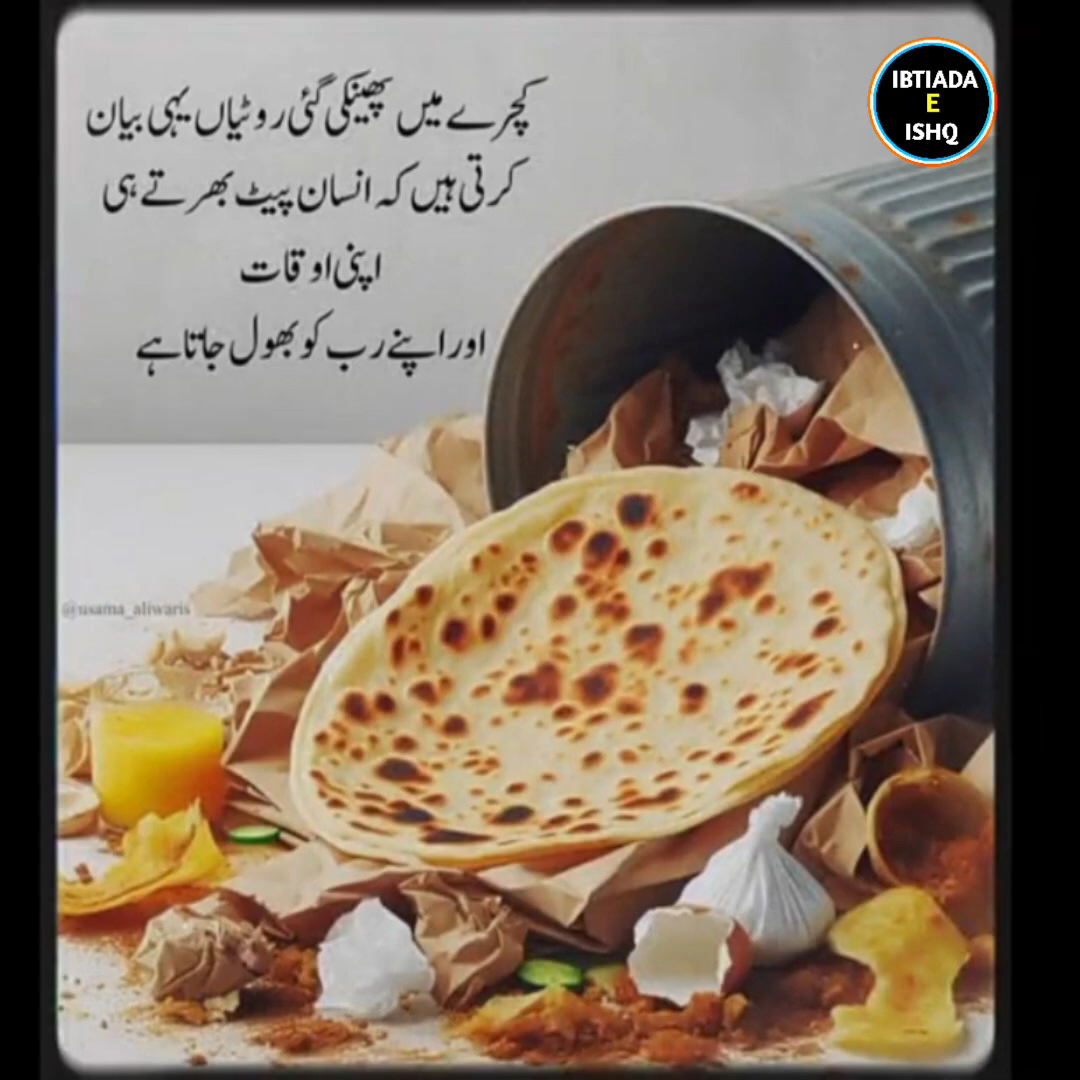 کچرے میں پھینکی گئی روٹیاں یہی بیان
کرتی ہیں کہ انسان پیٹ بھرتے ہی
اپنی اوقات
اور اپنے رب کو بھول جاتا ہے
IBTIADA
E
ISHQ
@usama_aliwaris